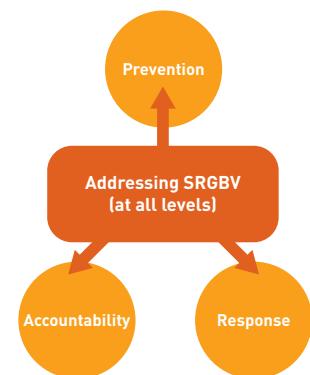 Prevention
Addressing SRGBV
(at all levels)
Accountability
Response